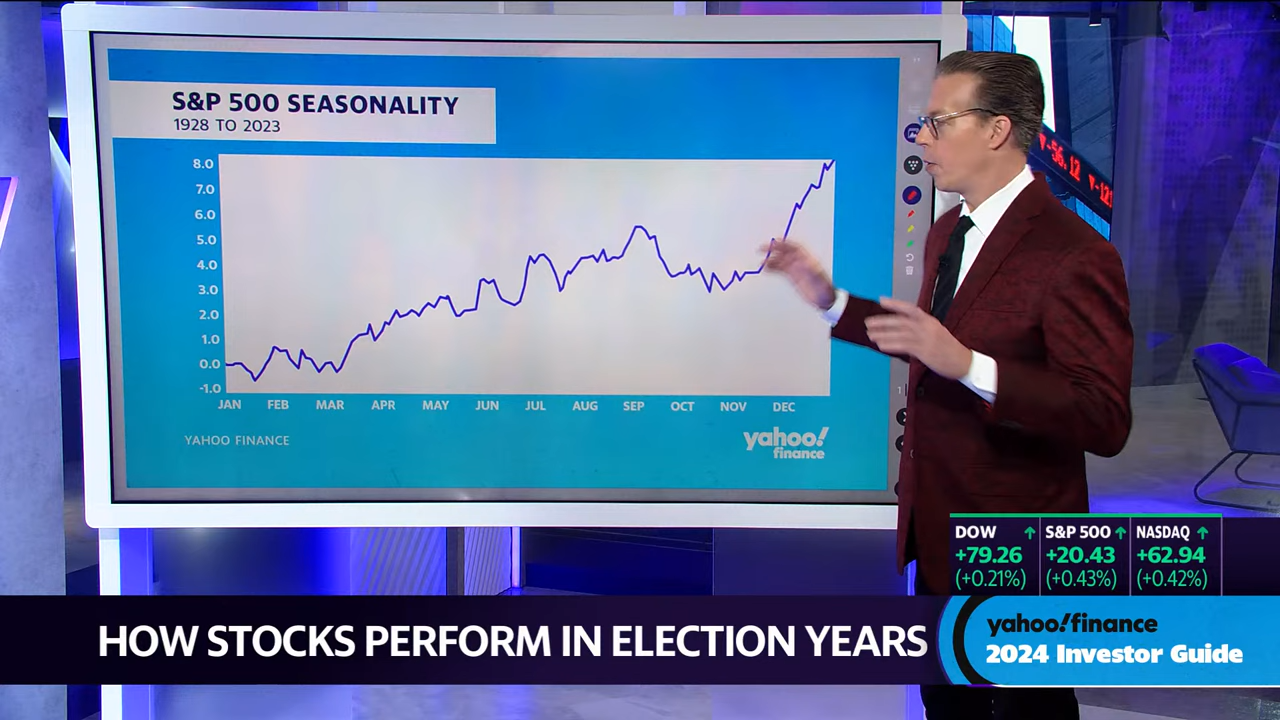 S&P 500 SEASONALITY
1928 TO 2023
8.0
7.0
6.0
5.0
4.0
3.0
2.0
1.0
0.0
-1.0
JAN FEB MAR APR MAY JUN JUL AUG SEP OCT NOV DEC
YAHOO FINANCE
yahoo!
finance
▼-56.12 ▼-121
DOW ↑ S&P 500 ↑ NASDAQ ↑
+79.26 +20.43 +62.94
(+0.21%) (+0.43%) (+0.42%)
HOW STOCKS PERFORM IN ELECTION YEARS
yahoo!finance
2024 Investor Guide